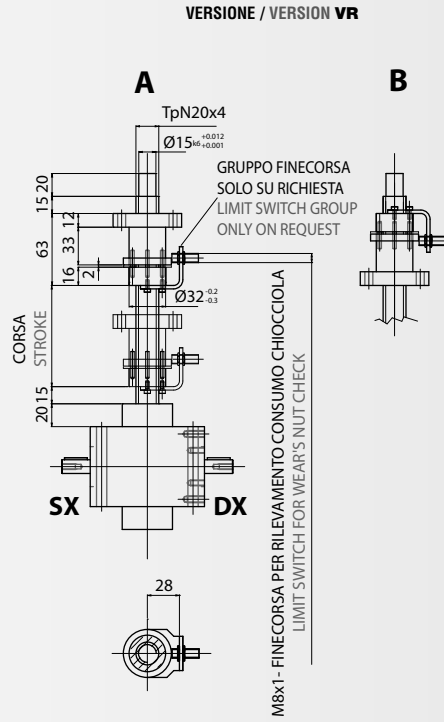 VERSIONE / VERSION VR
A
B
TpN20x4
Ø15 k6 +0.012 +0.001
GRUPPO FINECORSA
SOLO SU RICHIESTA
LIMIT SWITCH GROUP
ONLY ON REQUEST
20
15
12
63
33
16
2
Ø32 -0.2 -0.3
CORSA
STROKE
15
20
SX
DX
M8x1- FINECORSA PER RILEVAMENTO CONSUMO CHIOCCIOLA
LIMIT SWITCH FOR WEAR'S NUT CHECK
28